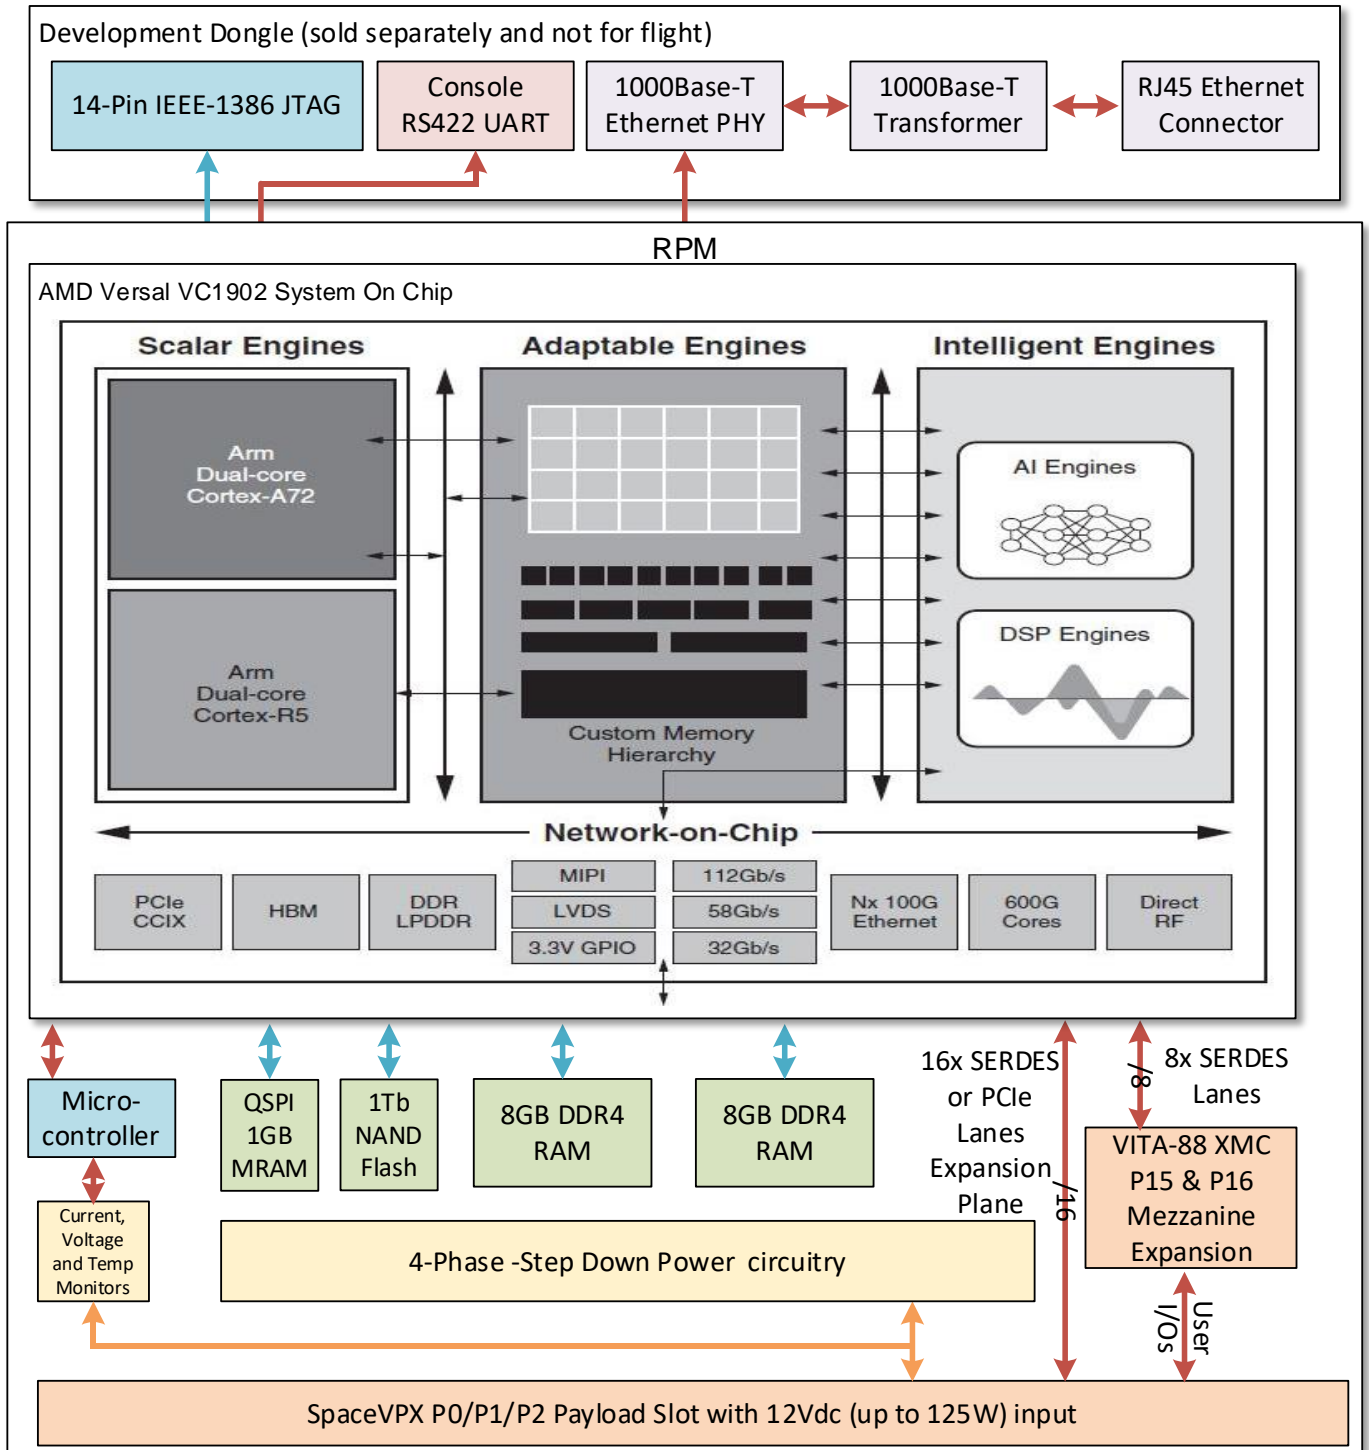 Development Dongle (sold separately and not for flight)
14-Pin IEEE-1386 JTAG
Console
RS422 UART
1000Base-T
Ethernet PHY
1000Base-T
Transformer
RJ45 Ethernet
Connector
RPM
AMD Versal VC1902 System On Chip
Scalar Engines
Adaptable Engines
Intelligent Engines
Arm
Dual-core
Cortex-A72
Arm
Dual-core
Cortex-R5
Custom Memory
Hierarchy
AI Engines
DSP Engines
Network-on-Chip
PCIe
CCIX
HBM
DDR
LPDDR
MIPI
LVDS
3.3V GPIO
112Gb/s
58Gb/s
32Gb/s
Nx 100G
Ethernet
600G
Cores
Direct
RF
Micro-
controller
QSPI
1GB
MRAM
1Tb
NAND
Flash
8GB DDR4
RAM
8GB DDR4
RAM
16x SERDES
or PCIe
Lanes
Expansion
Plane
/16
/8
8x SERDES
Lanes
VITA-88 XMC
P15 & P16
Mezzanine
Expansion
Current,
Voltage
and Temp
Monitors
4-Phase -Step Down Power circuitry
User
I/Os
SpaceVPX P0/P1/P2 Payload Slot with 12Vdc (up to 125W) input